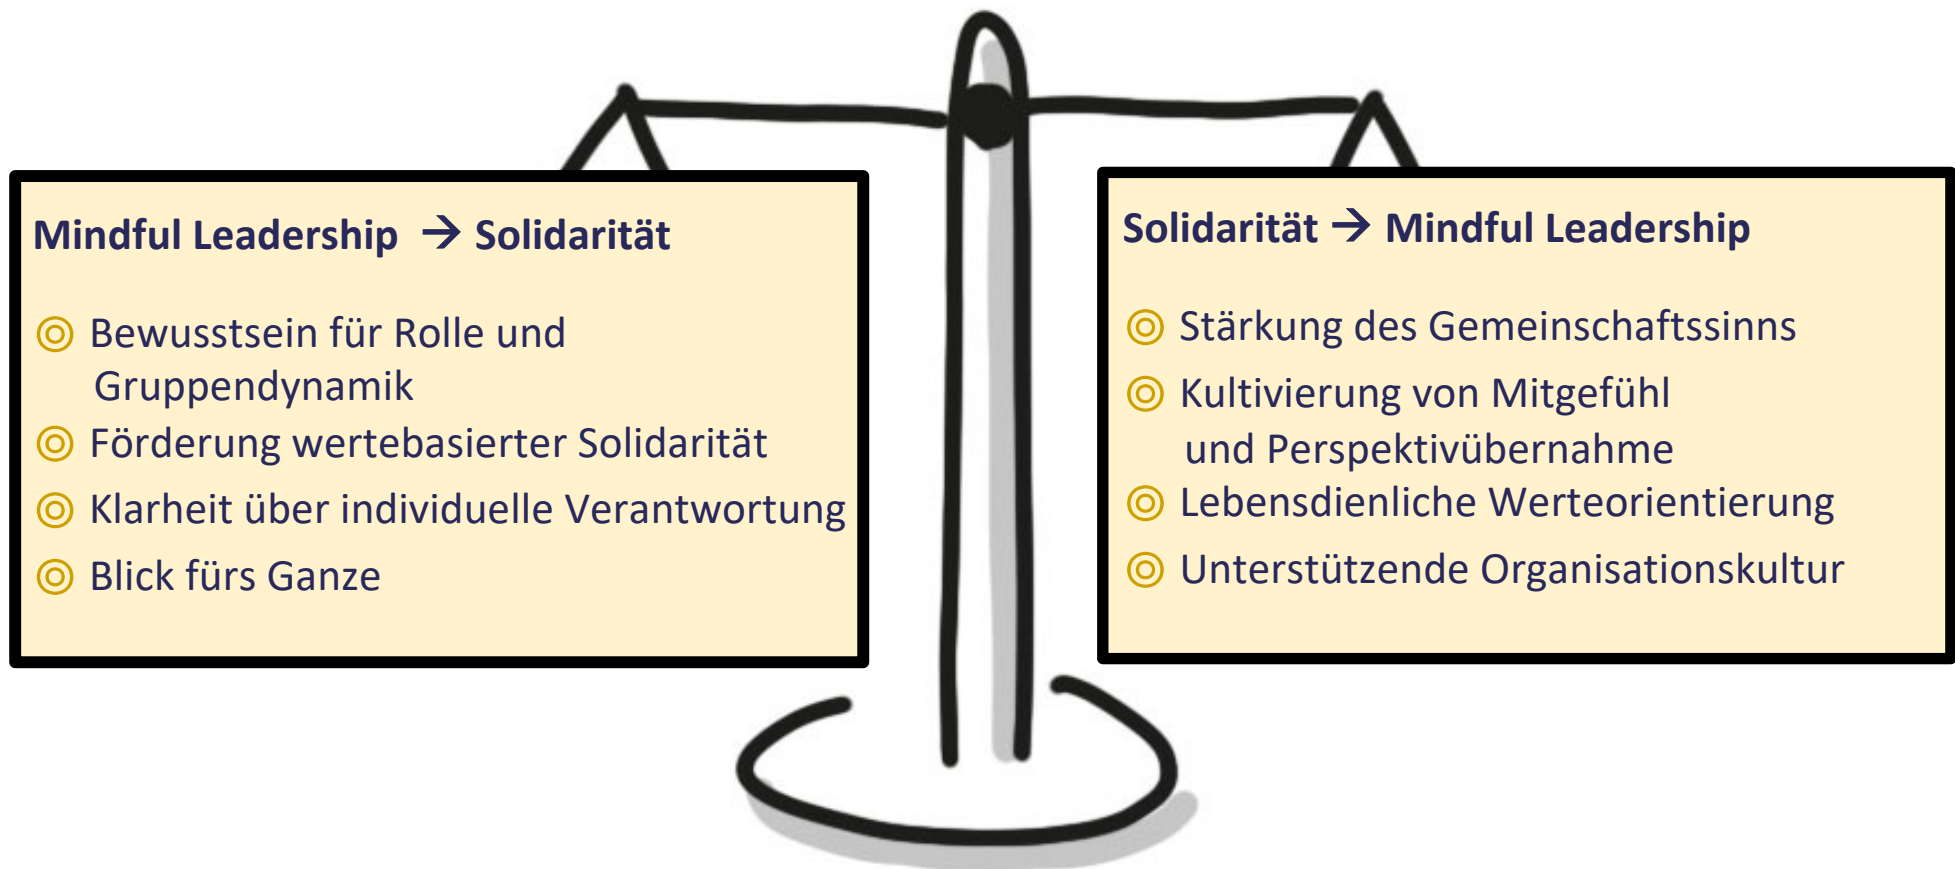 Mindful Leadership → Solidarität
◎ Bewusstsein für Rolle und
Gruppendynamik
◎ Förderung wertebasierter Solidarität
◎ Klarheit über individuelle Verantwortung
◎ Blick fürs Ganze
Solidarität → Mindful Leadership
◎ Stärkung des Gemeinschaftssinns
◎ Kultivierung von Mitgefühl
und Perspektivübernahme
◎ Lebensdienliche Werteorientierung
◎ Unterstützende Organisationskultur